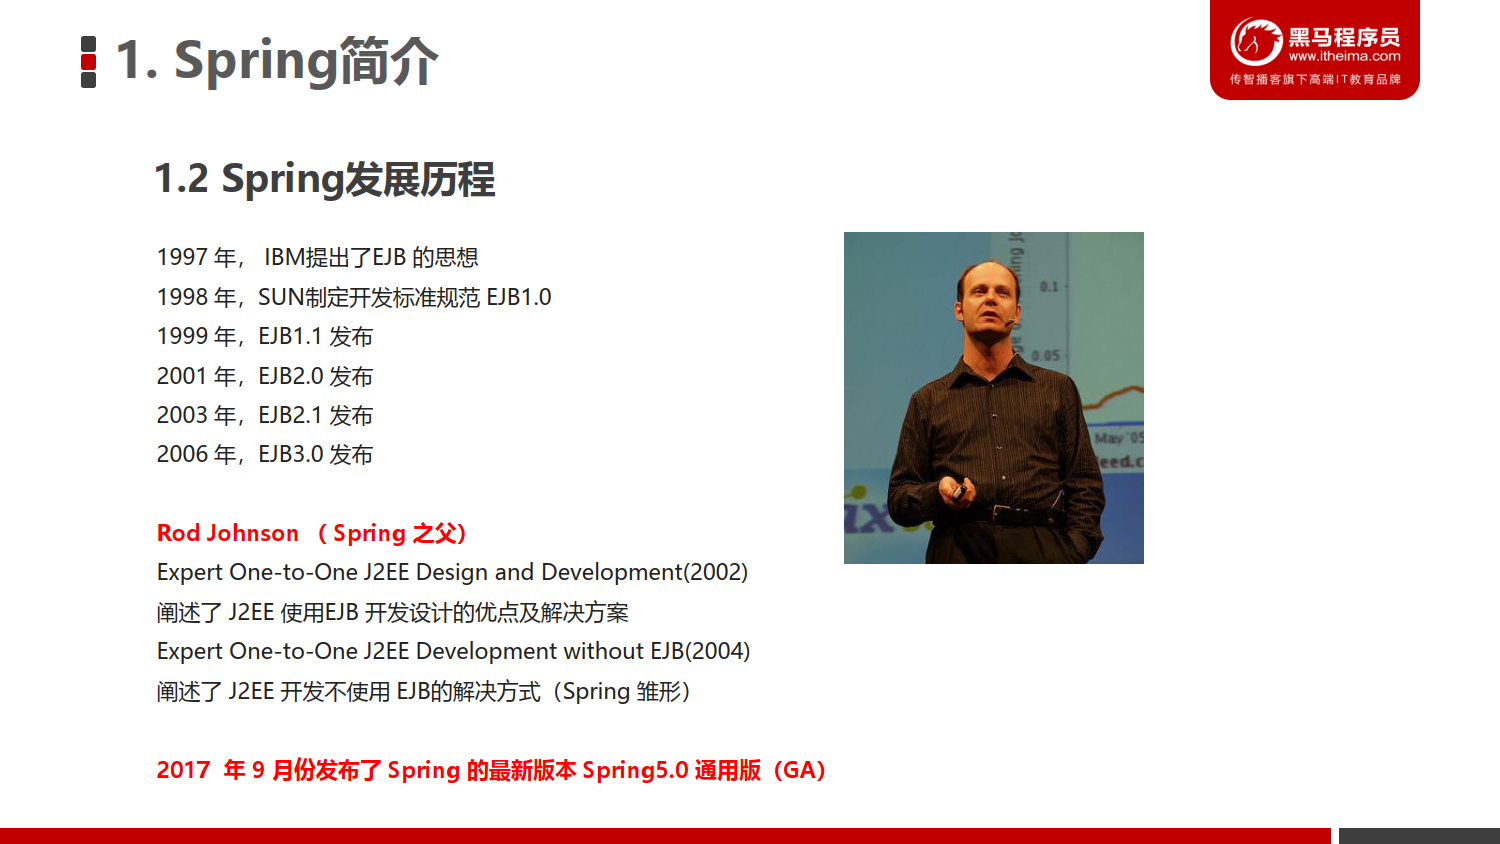 1. Spring简介
黑马程序员
www.itheima.com
传智播客旗下高端IT教育品牌
1.2 Spring发展历程
1997 年， IBM提出了EJB 的思想
1998 年，SUN制定开发标准规范 EJB1.0
1999 年，EJB1.1 发布
2001 年，EJB2.0 发布
2003 年，EJB2.1 发布
2006 年，EJB3.0 发布
0.1
0.05
May '05
Rod Johnson （ Spring 之父）
Expert One-to-One J2EE Design and Development(2002)
阐述了 J2EE 使用EJB 开发设计的优点及解决方案
Expert One-to-One J2EE Development without EJB(2004)
阐述了 J2EE 开发不使用 EJB的解决方式（Spring 雏形）
2017 年 9 月份发布了 Spring 的最新版本 Spring5.0 通用版（GA）